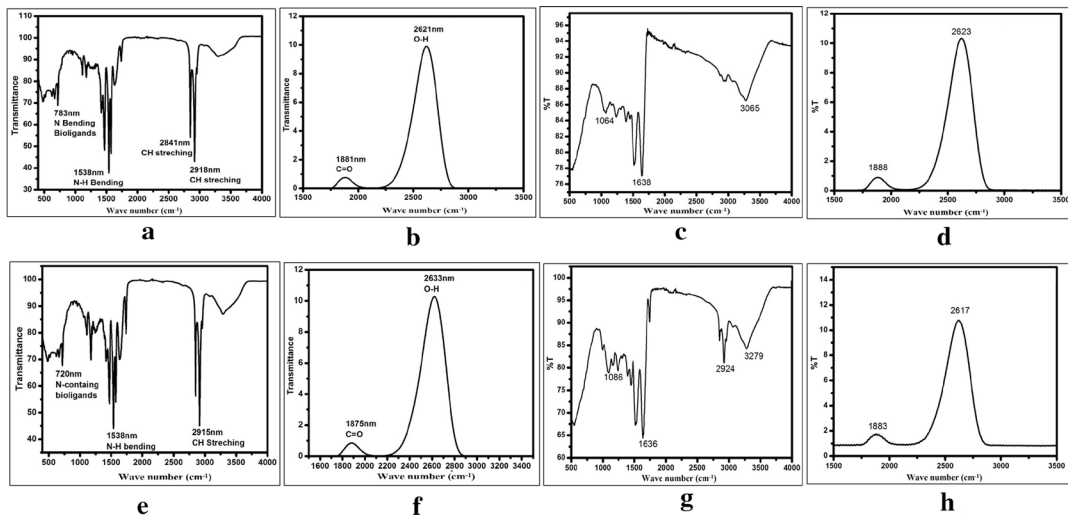 Transmittance
100
90
80
70
60
50
40
30
783nm
N Bending
Bioligands
1538nm
N-H Bending
2841nm
CH streching
2918nm
CH streching
500 1000 1500 2000 2500 3000 3500 4000
Wave number (cm-1)
a
Transmittance
12
10
8
6
4
2
0
2621nm
O-H
1881nm
C=O
1000 1500 2000 2500 3000 3500
Wave number (cm-1)
b
%T
96
94
92
90
88
86
84
82
80
78
76
1064
1638
3065
500 1000 1500 2000 2500 3000 3500 4000
Wave number (cm-1)
c
%T
12
10
8
6
4
2
0
2623
1888
1500 2000 2500 3000 3500
Wave number (cm-1)
d
Transmittance
100
90
80
70
60
50
40
720nm
N-containg
bioligands
1538nm
N-H bending
2915nm
CH Streching
500 1000 1500 2000 2500 3000 3500 4000
Wave number (cm-1)
e
Transmittance
12
10
8
6
4
2
0
2633nm
O-H
1875nm
C=O
1600 1800 2000 2200 2400 2600 2800 3000 3200 3400
Wave number (cm-1)
f
%T
100
95
90
85
80
75
70
65
60
1086
1636
2924
3279
500 1000 1500 2000 2500 3000 3500 4000
Wave number (cm-1)
g
%T
14
12
10
8
6
4
2
0
2617
1883
1500 2000 2500 3000 3500
Wave number (cm-1)
h